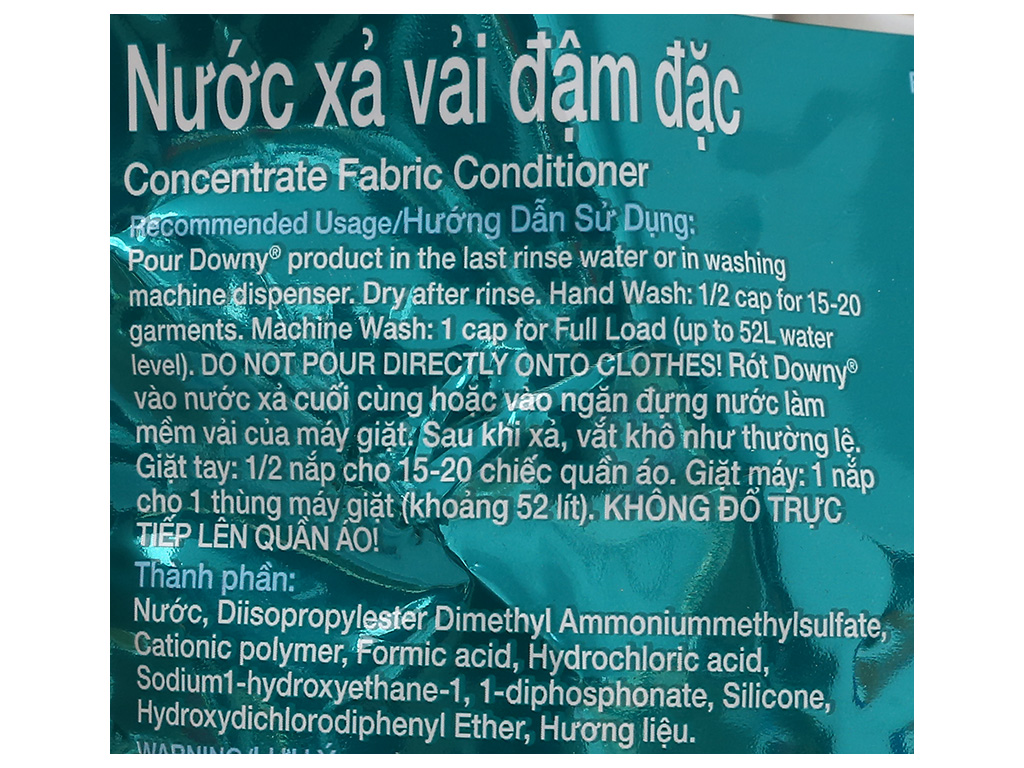 Nước xả vải đậm đặc
Concentrate Fabric Conditioner
Recommended Usage/Hướng Dẫn Sử Dụng:
Pour Downy® product in the last rinse water or in washing
machine dispenser. Dry after rinse. Hand Wash: 1/2 cap for 15-20
garments. Machine Wash: 1 cap for Full Load (up to 52L water
level). DO NOT POUR DIRECTLY ONTO CLOTHES! Rót Downy®
vào nước xả cuối cùng hoặc vào ngăn đựng nước làm
mềm vải của máy giặt. Sau khi xả, vắt khô như thường lệ.
Giặt tay: 1/2 nắp cho 15-20 chiếc quần áo. Giặt máy: 1 nắp
cho 1 thùng máy giặt (khoảng 52 lít). KHÔNG ĐỔ TRỰC
TIẾP LÊN QUẦN ÁO!
Thành phần:
Nước, Diisopropylester Dimethyl Ammoniummethylsulfate,
Cationic polymer, Formic acid, Hydrochloric acid,
Sodium1-hydroxyethane-1, 1-diphosphonate, Silicone,
Hydroxydichlorodiphenyl Ether, Hương liệu.
WARNING/LƯU Ý